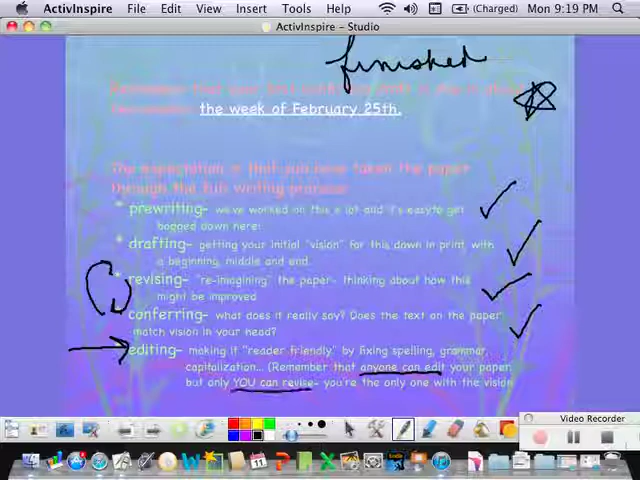 ActivInspire File Edit View Insert Tools Help (Charged) Mon 9:19 PM
ActivInspire - Studio
finished
Remember that your
the week of February 25th.
The expectation is that you have taken the paper
through the full writing process:
* prewriting- we've worked on this a lot and it's easy to get
bogged down here:
* drafting- getting your initial "vision" for this down in print, with
a beginning, middle and end.
* revising- "re-imagining" the paper- thinking about how this
might be improved
* conferring- what does it really say? Does the text on the paper
match vision in your head?
editing- making it "reader friendly" by fixing spelling, grammar,
capitalization... (Remember that anyone can edit your paper
but only YOU can revise- you're the only one with the vision
Video Recorder